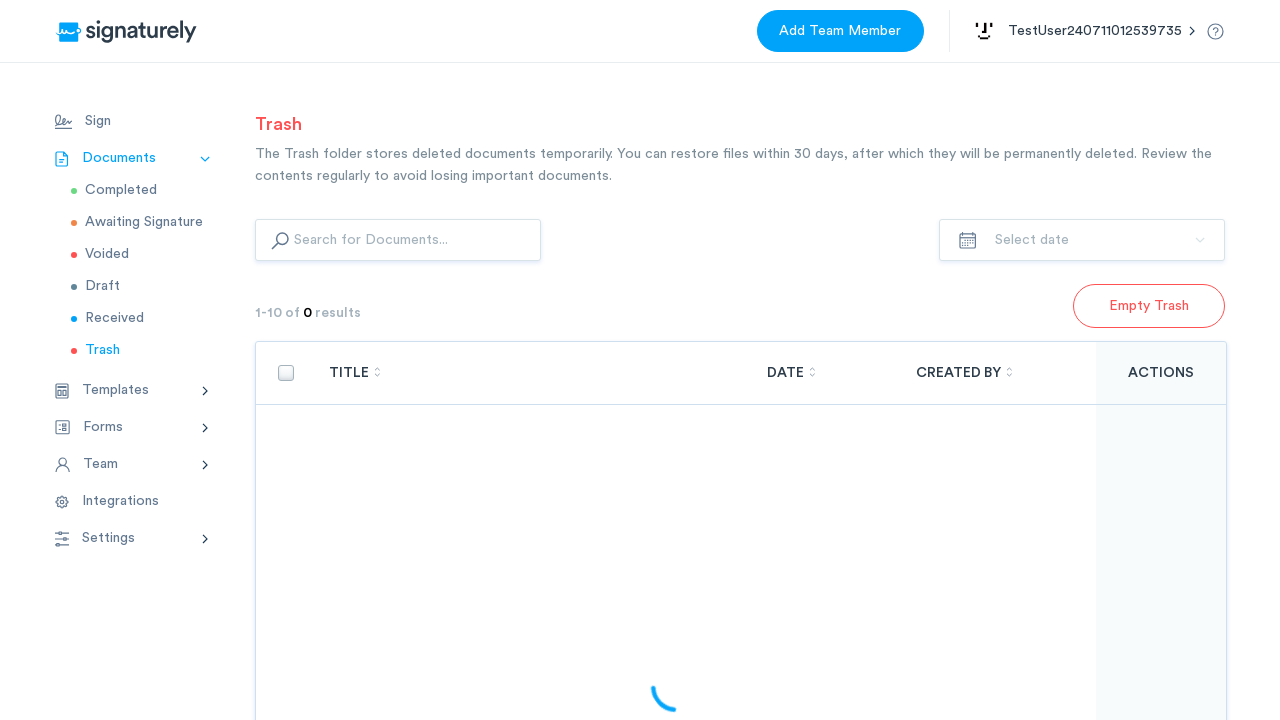 signaturely
Add Team Member
TestUser240711012539735
Sign
Documents
Completed
Awaiting Signature
Voided
Draft
Received
Trash
Templates
Forms
Team
Integrations
Settings
Trash
The Trash folder stores deleted documents temporarily. You can restore files within 30 days, after which they will be permanently deleted. Review the
contents regularly to avoid losing important documents.
Search for Documents...
Select date
1-10 of 0 results
Empty Trash
TITLE
DATE
CREATED BY
ACTIONS